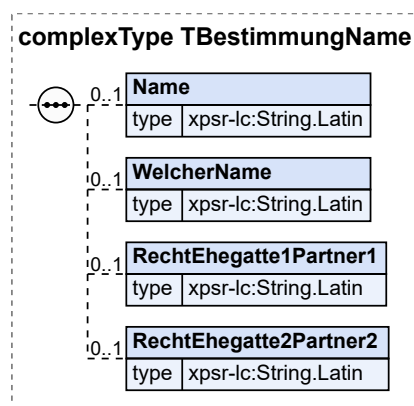 complexType TBestimmungName
0..1 Name
type xpsr-lc:String.Latin
0..1 WelcherName
type xpsr-lc:String.Latin
0..1 RechtEhegatte1Partner1
type xpsr-lc:String.Latin
0..1 RechtEhegatte2Partner2
type xpsr-lc:String.Latin